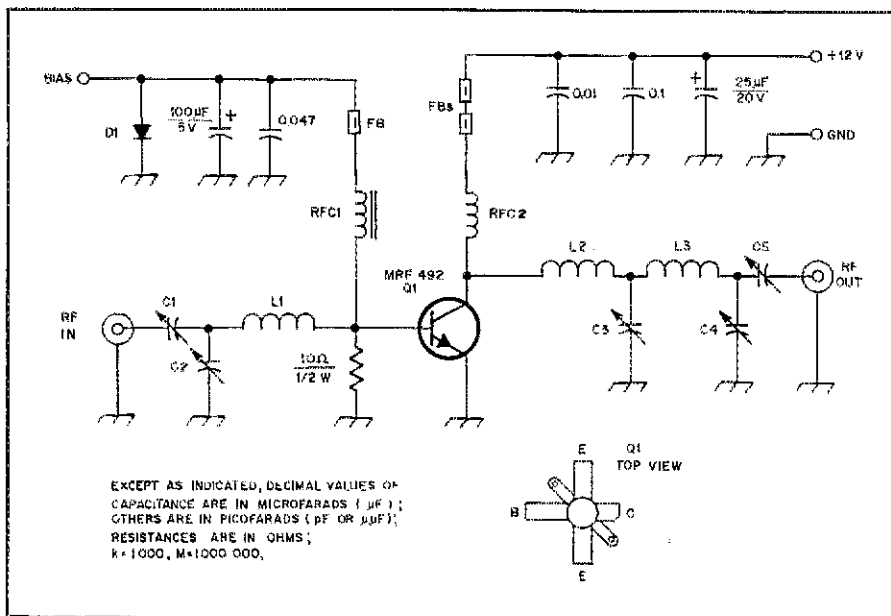 BIAS
D1
100µF
5V
+
0.047
FB
RFC1
FBs
0.01
0.1
+
25µF
20V
+12V
GND
RFC2
MRF 492
Q1
L2
L3
C5
RF
OUT
C3
C4
RF
IN
C1
C2
L1
10Ω
1/2 W
EXCEPT AS INDICATED, DECIMAL VALUES OF
CAPACITANCE ARE IN MICROFARADS ( µF ) ;
OTHERS ARE IN PICOFARADS ( pF OR µµF);
RESISTANCES ARE IN OHMS ;
k=1000, M=1000 000,
Q1
TOP VIEW
E
B
C
E